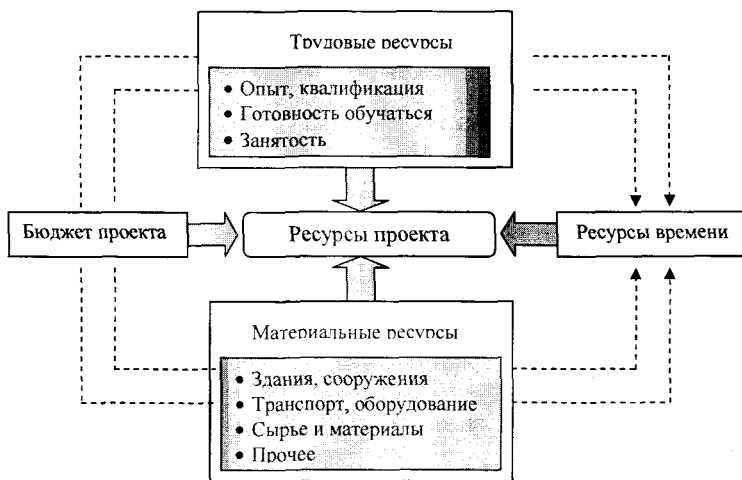 Трудовые ресурсы
• Опыт, квалификация
• Готовность обучаться
• Занятость
Бюджет проекта
Ресурсы проекта
Ресурсы времени
Материальные ресурсы
• Здания, сооружения
• Транспорт, оборудование
• Сырье и материалы
• Прочее